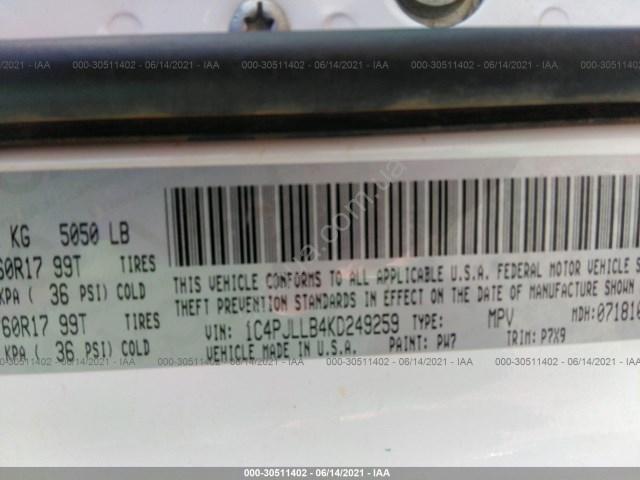 000-30511402 - 06/14/2021 - IAA
KG 5050 LB
60R17 99T TIRES
KPA ( 36 PSI) COLD
60R17 99T TIRES
KPA ( 36 PSI) COLD
THIS VEHICLE CONFORMS TO ALL APPLICABLE U.S.A. FEDERAL MOTOR VEHICLE S
THEFT PREVENTION STANDARDS IN EFFECT ON THE DATE OF MANUFACTURE SHOWN
VIN: 1C4PJLLB4KD249259 TYPE: MPV MDH: 07181
VEHICLE MADE IN U.S.A. PAINT: PW7 TRIM: P7X9
000-30511402 - 06/14/2021 - IAA